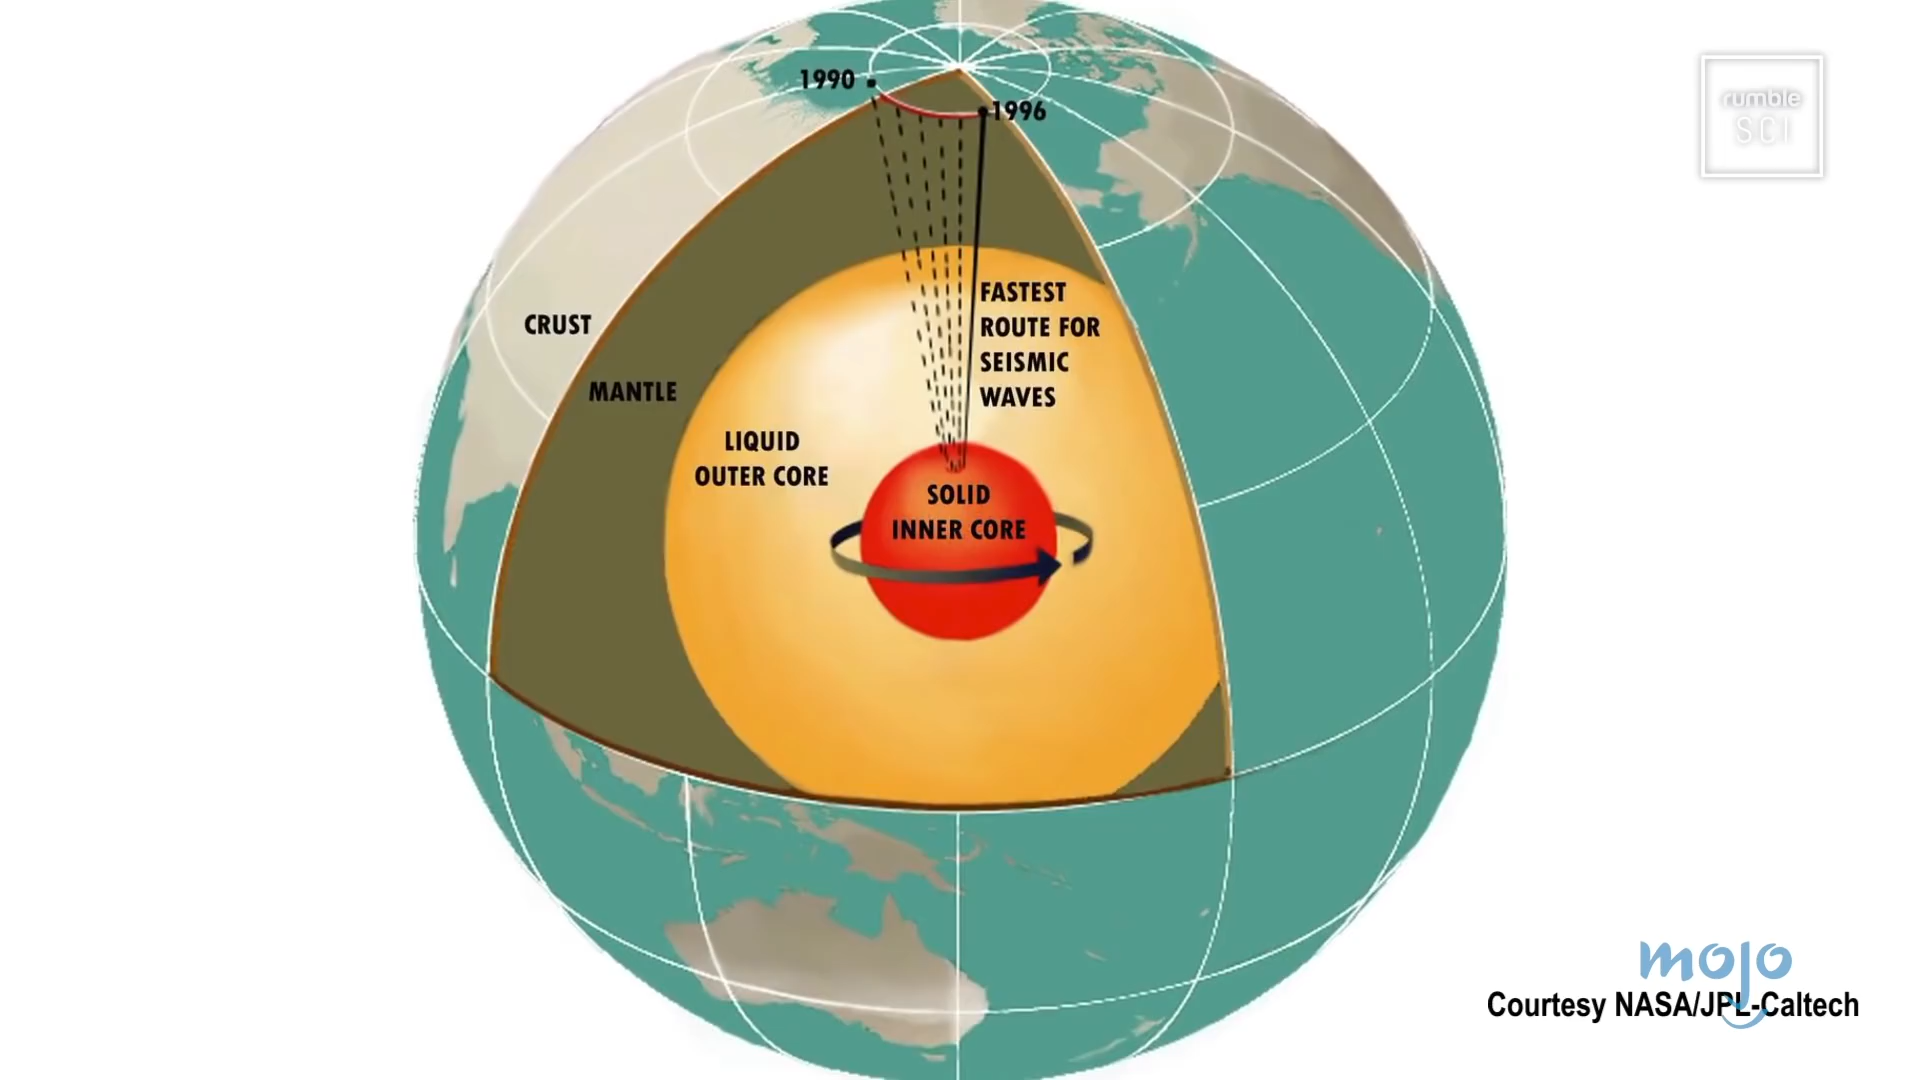 1990
1996
rumble
SCI
FASTEST
ROUTE FOR
SEISMIC
WAVES
CRUST
MANTLE
LIQUID
OUTER CORE
SOLID
INNER CORE
mojo
Courtesy NASA/JPL-Caltech